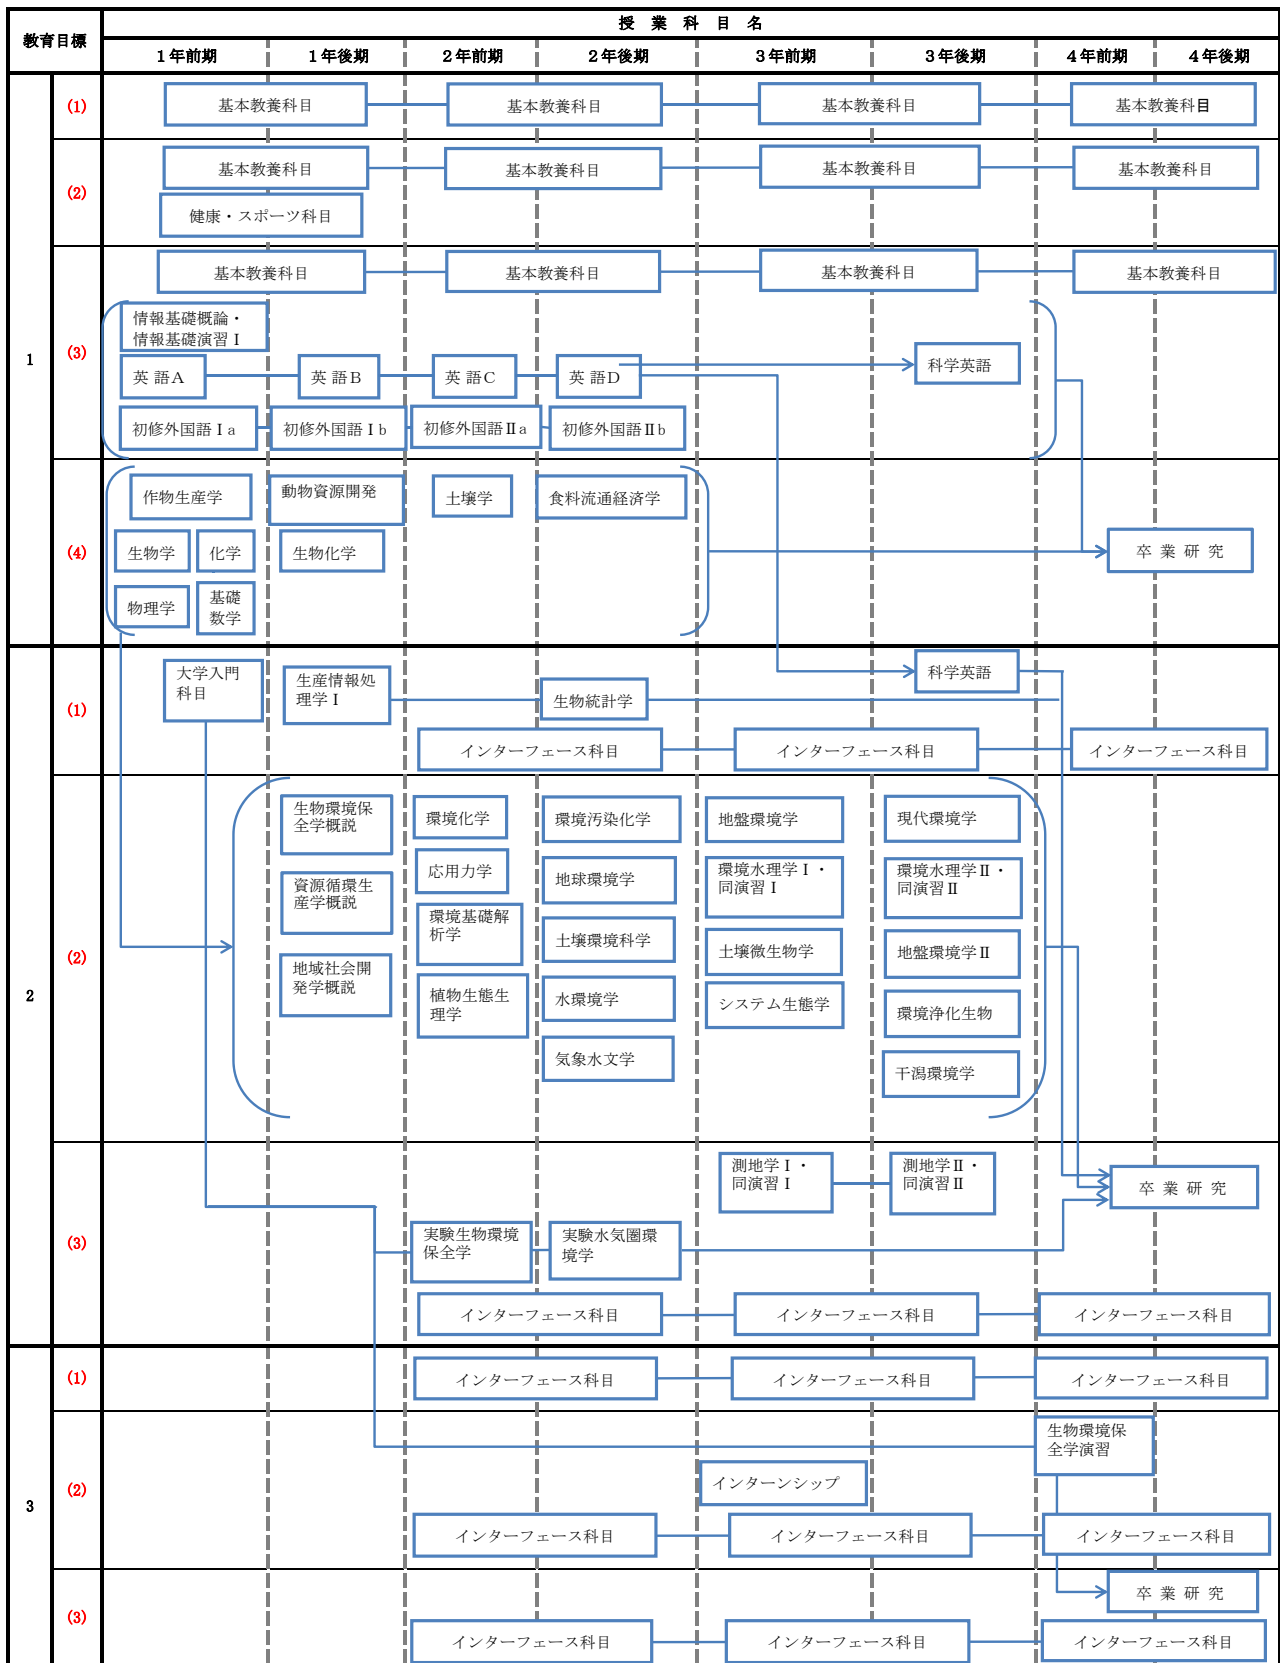 教育目標
授 業 科 目 名
1年前期
1年後期
2年前期
2年後期
3年前期
3年後期
4年前期
4年後期
1
(1)
基本教養科目
基本教養科目
基本教養科目
基本教養科目
(2)
基本教養科目
基本教養科目
基本教養科目
基本教養科目
健康・スポーツ科目
(3)
基本教養科目
基本教養科目
基本教養科目
基本教養科目
情報基礎概論・
情報基礎演習Ⅰ
英 語A
英 語B
英 語C
英 語D
科学英語
初修外国語Ⅰa
初修外国語Ⅰb
初修外国語Ⅱa
初修外国語Ⅱb
(4)
作物生産学
動物資源開発
土壌学
食料流通経済学
生物学
化学
生物化学
卒 業 研 究
物理学
基礎
数学
2
(1)
大学入門
科目
生産情報処
理学Ⅰ
生物統計学
科学英語
インターフェース科目
インターフェース科目
インターフェース科目
(2)
生物環境保
全学概説
環境化学
環境汚染化学
地盤環境学
現代環境学
資源循環生
産学概説
応用力学
地球環境学
環境水理学Ⅰ・
同演習Ⅰ
環境水理学Ⅱ・
同演習Ⅱ
環境基礎解
析学
土壌環境科学
土壌微生物学
地盤環境学Ⅱ
地域社会開
発学概説
植物生態生
理学
水環境学
システム生態学
環境浄化生物
気象水文学
干潟環境学
(3)
測地学Ⅰ・
同演習Ⅰ
測地学Ⅱ・
同演習Ⅱ
卒 業 研 究
実験生物環境
保全学
実験水気圏環
境学
インターフェース科目
インターフェース科目
インターフェース科目
3
(1)
インターフェース科目
インターフェース科目
インターフェース科目
(2)
生物環境保
全学演習
インターンシップ
インターフェース科目
インターフェース科目
インターフェース科目
(3)
卒 業 研 究
インターフェース科目
インターフェース科目
インターフェース科目